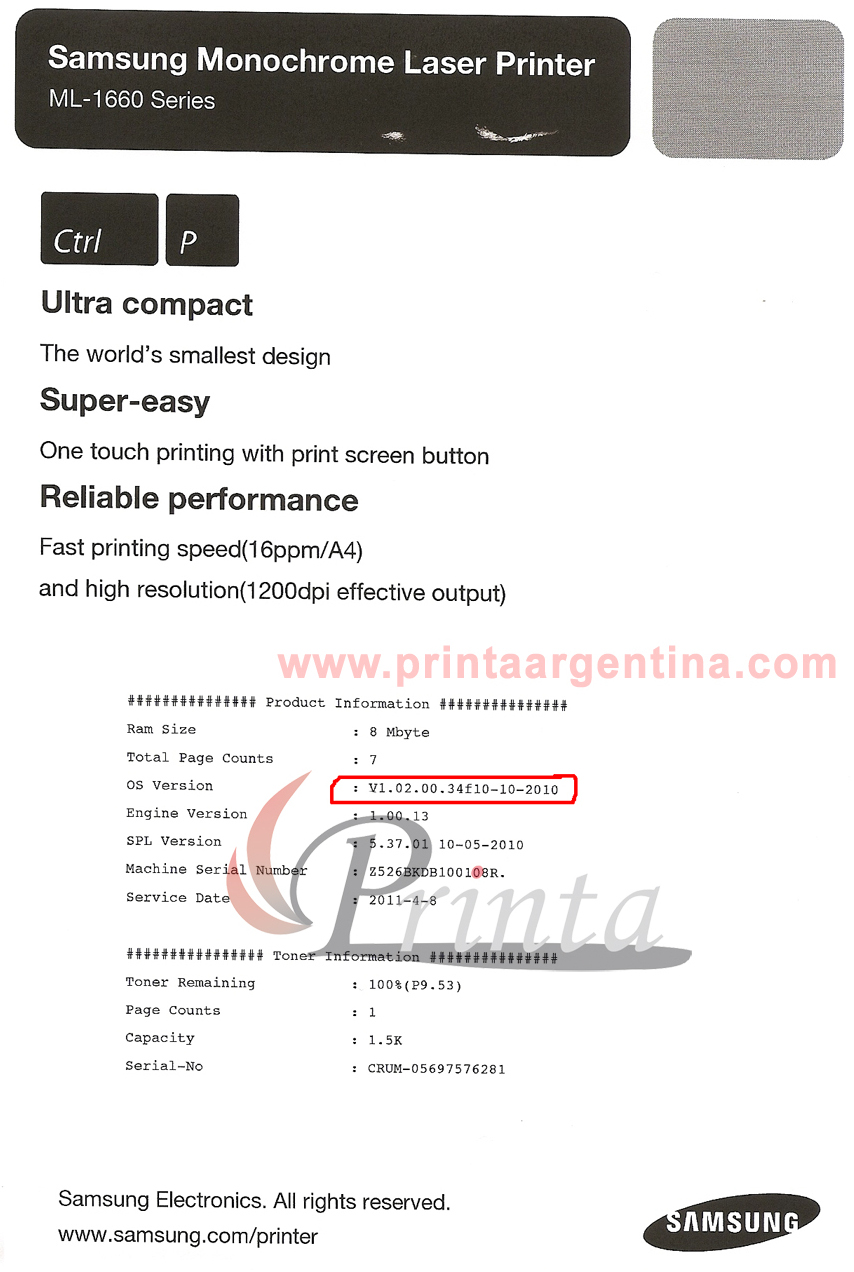 Samsung Monochrome Laser Printer
ML-1660 Series
Ctrl P
Ultra compact
The world's smallest design
Super-easy
One touch printing with print screen button
Reliable performance
Fast printing speed(16ppm/A4)
and high resolution(1200dpi effective output)
www.printaargentina.com
############### Product Information ###############
Ram Size : 8 Mbyte
Total Page Counts : 7
OS Version : V1.02.00.34f10-10-2010
Engine Version : 1.00.13
SPL Version : 5.37.01 10-05-2010
Machine Serial Number : Z526BKDB100108R.
Service Date : 2011-4-8
Printa
################ Toner Information ###############
Toner Remaining : 100%(P9.53)
Page Counts : 1
Capacity : 1.5K
Serial-No : CRUM-05697576281
Samsung Electronics. All rights reserved.
www.samsung.com/printer
SAMSUNG